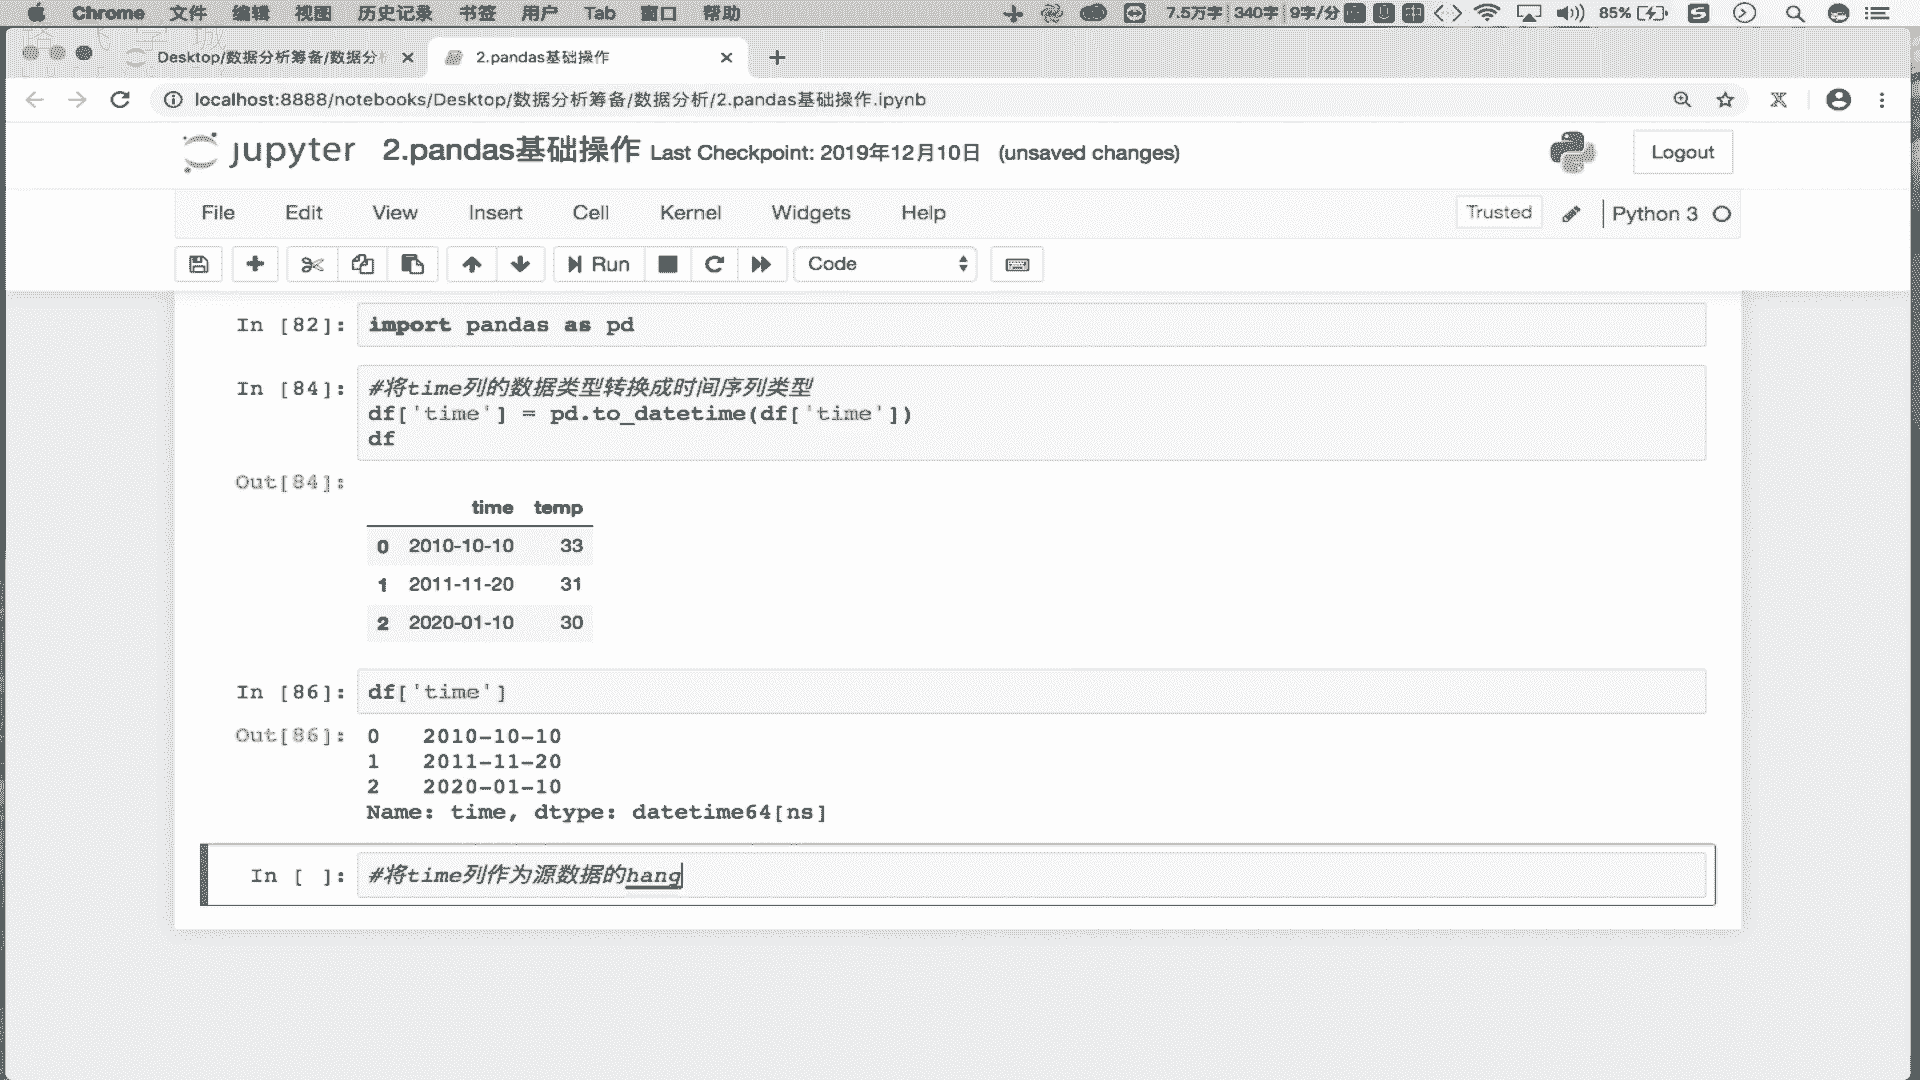 Chrome 文件 编辑 视图 历史记录 书签 用户 Tab 窗口 帮助 7.5万字 340字 9字/分 85%
Desktop/数据分析筹备/数据分
2.pandas基础操作
localhost:8888/notebooks/Desktop/数据分析筹备/数据分析/2.pandas基础操作.ipynb
jupyter 2.pandas基础操作 Last Checkpoint: 2019年12月10日 (unsaved changes) Logout
File Edit View Insert Cell Kernel Widgets Help Trusted Python 3
Run Code
In [82]: import pandas as pd
In [84]: #将time列的数据类型转换成时间序列类型
df['time'] = pd.to_datetime(df['time'])
df
Out[84]:
time temp
0 2010-10-10 33
1 2011-11-20 31
2 2020-01-10 30
In [86]: df['time']
Out[86]: 0 2010-10-10
1 2011-11-20
2 2020-01-10
Name: time, dtype: datetime64[ns]
In [ ]: #将time列作为源数据的hang